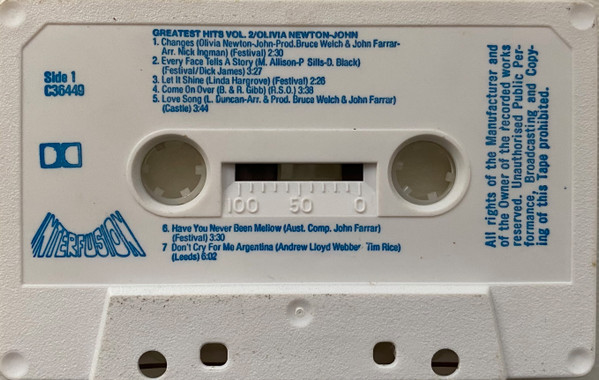 GREATEST HITS VOL. 2/OLIVIA NEWTON-JOHN
1. Changes (Olivia Newton-John-Prod. Bruce Welch & John Farrar-
Arr. Nick Ingman) (Festival) 2:30
2. Every Face Tells A Story (M. Allison-P Sills-D. Black)
(Festival/Dick James) 3:27
3. Let It Shine (Linda Hargrove) (Festival) 2:26
4. Come On Over (B. & R. Gibb) (R.S.O.) 3:38
5. Love Song (L. Duncan-Arr. & Prod. Bruce Welch & John Farrar)
(Castle) 3:44
Side 1
C36449
100 50 0
INTERFUSION
6. Have You Never Been Mellow (Aust. Comp. John Farrar)
(Festival) 3:30
7 Don't Cry For Me Argentina (Andrew Lloyd Webber Tim Rice)
(Leeds) 6:02
All rights of the Manufacturer and
of the Owner of the recorded works
reserved. Unauthorised Public Per-
formance, Broadcasting and Copy-
ing of this Tape prohibited.